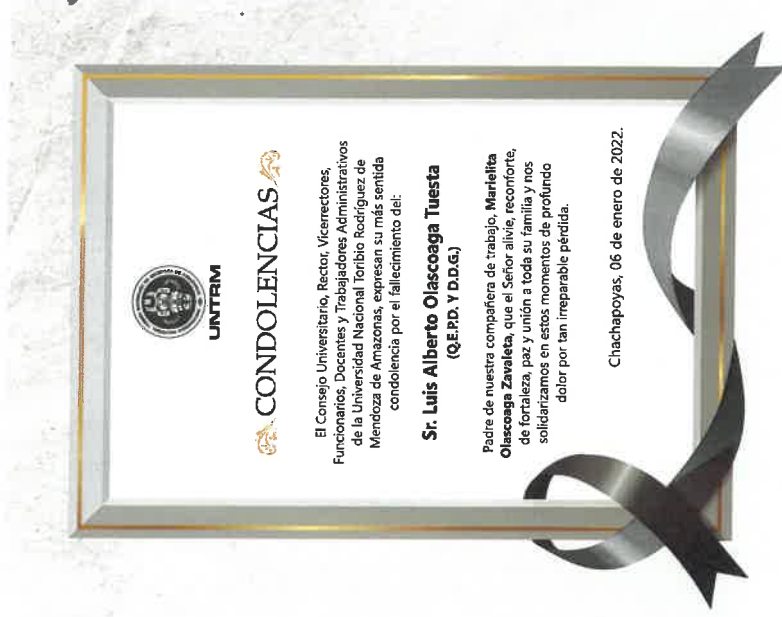 UNTRM
CONDOLENCIAS
El Consejo Universitario, Rector, Vicerrectores,
Funcionarios, Docentes y Trabajadores Administrativos
de la Universidad Nacional Toribio Rodríguez de
Mendoza de Amazonas, expresan su más sentida
condolencia por el fallecimiento del:
Sr. Luis Alberto Olascoaga Tuesta
(Q.E.P.D. Y D.D.G.)
Padre de nuestra compañera de trabajo, Marielita
Olascoaga Zavaleta, que el Señor alivie, reconforte,
de fortaleza, paz y unión a toda su familia y nos
solidarizamos en estos momentos de profundo
dolor por tan irreparable pérdida.
Chachapoyas, 06 de enero de 2022.